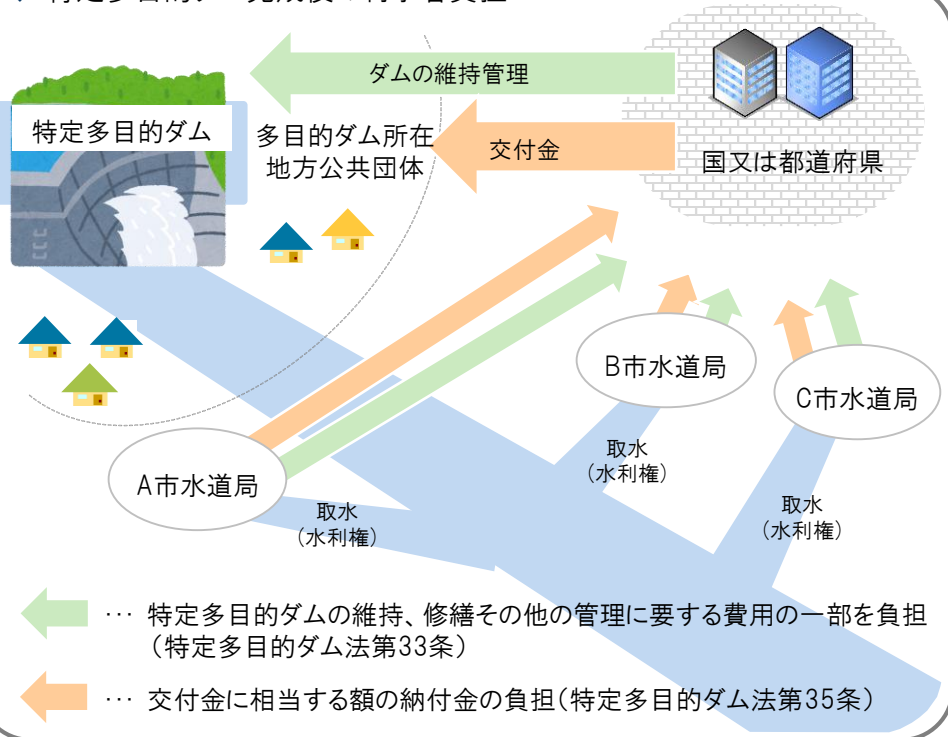 ダムの維持管理
特定多目的ダム
多目的ダム所在
地方公共団体
交付金
国又は都道府県
B市水道局
C市水道局
A市水道局
取水
(水利権)
取水
(水利権)
取水
(水利権)
… 特定多目的ダムの維持、修繕その他の管理に要する費用の一部を負担
(特定多目的ダム法第33条)
… 交付金に相当する額の納付金の負担(特定多目的ダム法第35条)